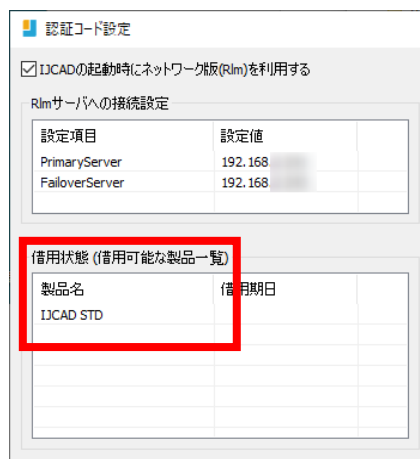 認証コード設定
IJCADの起動時にネットワーク版(Rlm)を利用する
Rlmサーバへの接続設定
設定項目 設定値
PrimaryServer 192.168
FailoverServer 192.168
借用状態 (借用可能な製品一覧)
製品名 借用期日
IJCAD STD